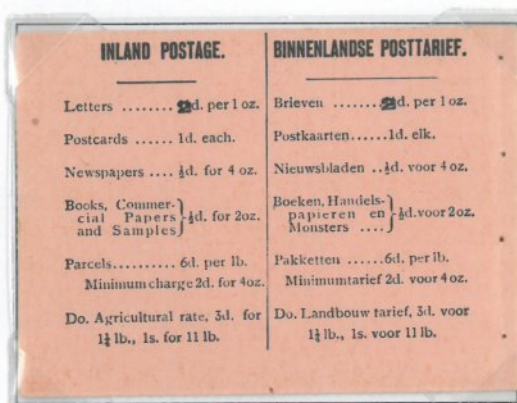 INLAND POSTAGE.
Letters ........ d. per 1 oz.
Postcards ...... 1d. each.
Newspapers .... ½d. for 4 oz.
Books, Commer-
cial Papers
and Samples } ½d. for 2oz.
Parcels.......... 6d. per lb.
Minimum charge 2d. for 4oz.
Do. Agricultural rate, 3d. for
1½ lb., 1s. for 11 lb.
BINNENLANDSE POSTTARIEF.
Brieven ....... d. per 1 oz.
Postkaarten......1d. elk.
Nieuwsbladen ..½d. voor 4 oz.
Boeken, Handels-
papieren en
Monsters .... } ½d. voor 2oz.
Pakketten ......6d. per lb.
Minimumtarief 2d. voor 4 oz.
Do. Landbouw tarief, 3d. voor
1½ lb., 1s. voor 11 lb.